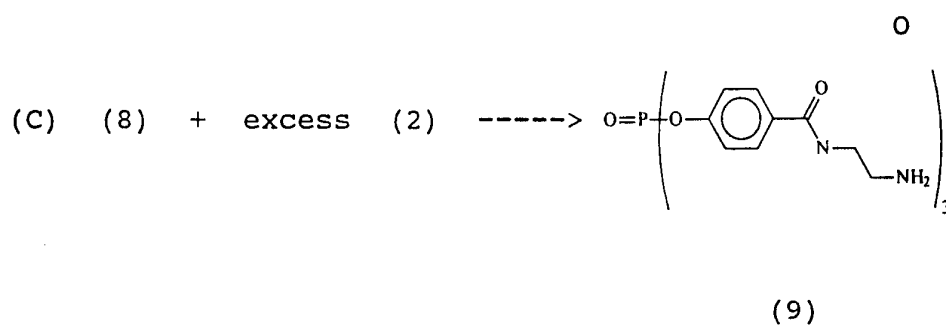 O
(C) (8) + excess (2) -----> O=P O O N NH2 3
(9)